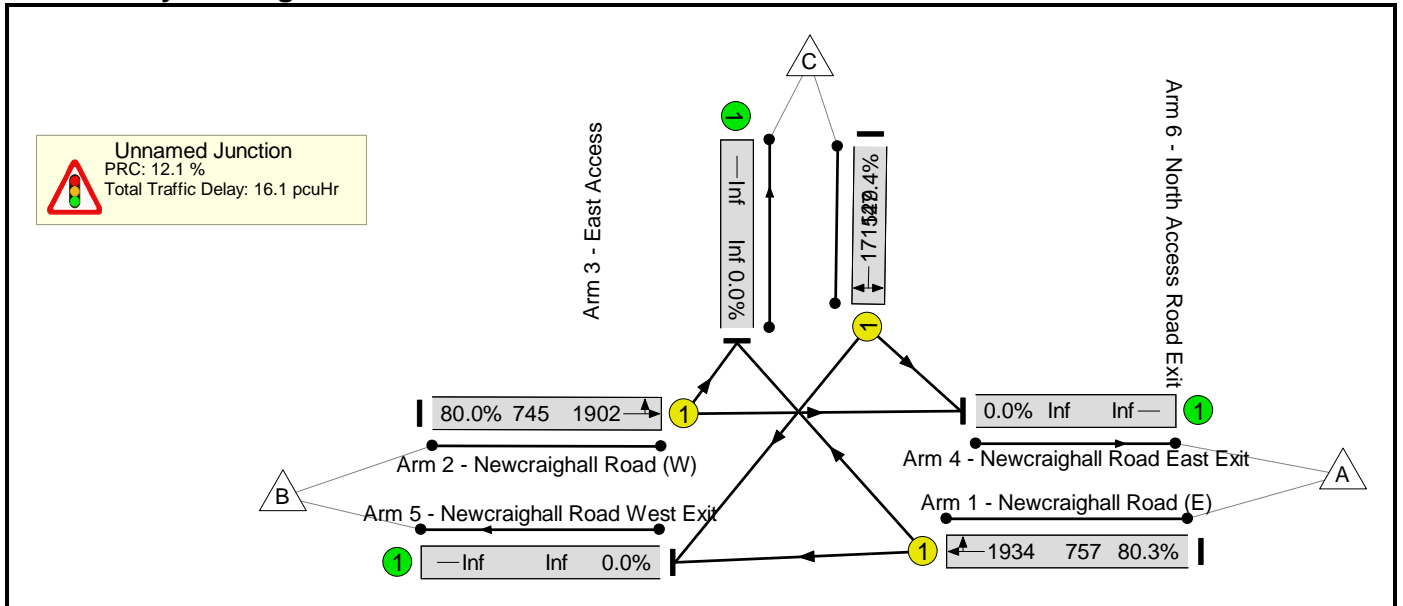 Unnamed Junction
PRC: 12.1 %
Total Traffic Delay: 16.1 pcuHr
C
Arm 3 - East Access
1
Inf
Inf 0.0%
1715
1
Arm 6 - North Access Road Exit
80.0% 745 1902
1
Arm 2 - Newcraighall Road (W)
0.0% Inf Inf
1
Arm 4 - Newcraighall Road East Exit
B
A
Arm 5 - Newcraighall Road West Exit
Arm 1 - Newcraighall Road (E)
1
Inf Inf 0.0%
1
1934 757 80.3%